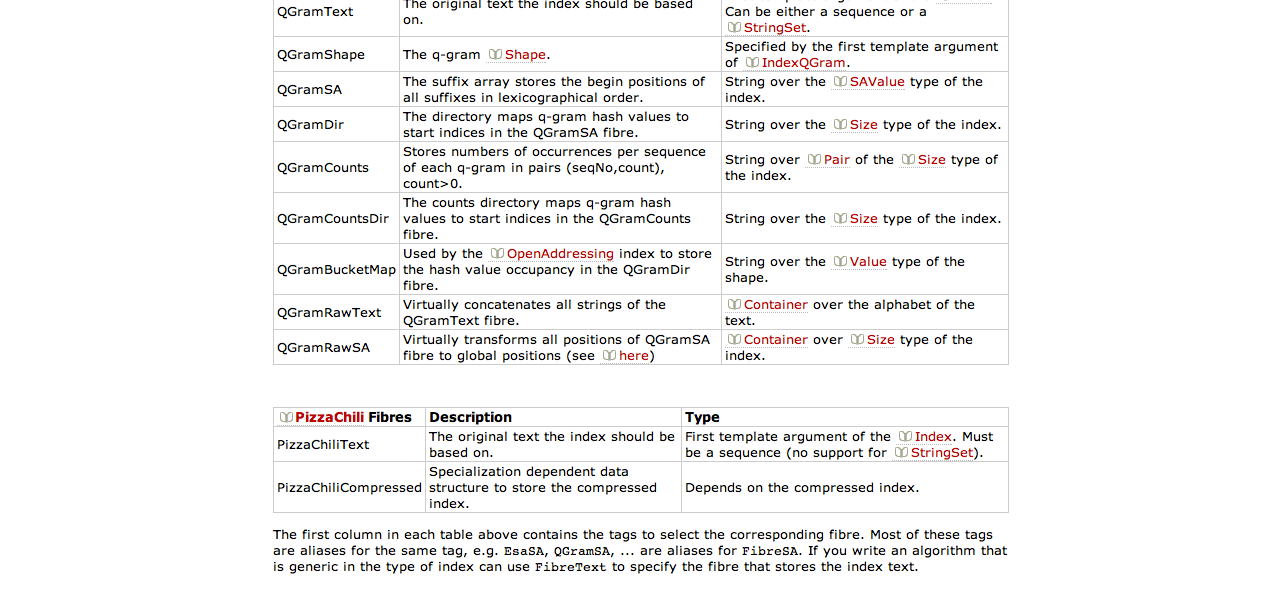 QGramText
The original text the index should be based
on.
Can be either a sequence or a
StringSet.
QGramShape
The q-gram Shape.
Specified by the first template argument
of IndexQGram.
QGramSA
The suffix array stores the begin positions of
all suffixes in lexicographical order.
String over the SAValue type of the
index.
QGramDir
The directory maps q-gram hash values to
start indices in the QGramSA fibre.
String over the Size type of the index.
QGramCounts
Stores numbers of occurrences per sequence
of each q-gram in pairs (seqNo,count),
count>0.
String over Pair of the Size type of
the index.
QGramCountsDir
The counts directory maps q-gram hash
values to start indices in the QGramCounts
fibre.
String over the Size type of the index.
QGramBucketMap
Used by the OpenAddressing index to store
the hash value occupancy in the QGramDir
fibre.
String over the Value type of the
shape.
QGramRawText
Virtually concatenates all strings of the
QGramText fibre.
Container over the alphabet of the
text.
QGramRawSA
Virtually transforms all positions of QGramSA
fibre to global positions (see here)
Container over Size type of the
index.
PizzaChili Fibres
Description
Type
PizzaChiliText
The original text the index should be
based on.
First template argument of the Index. Must
be a sequence (no support for StringSet).
PizzaChiliCompressed
Specialization dependent data
structure to store the compressed
index.
Depends on the compressed index.
The first column in each table above contains the tags to select the corresponding fibre. Most of these tags
are aliases for the same tag, e.g. EsaSA, QGramSA, ... are aliases for FibreSA. If you write an algorithm that
is generic in the type of index can use FibreText to specify the fibre that stores the index text.